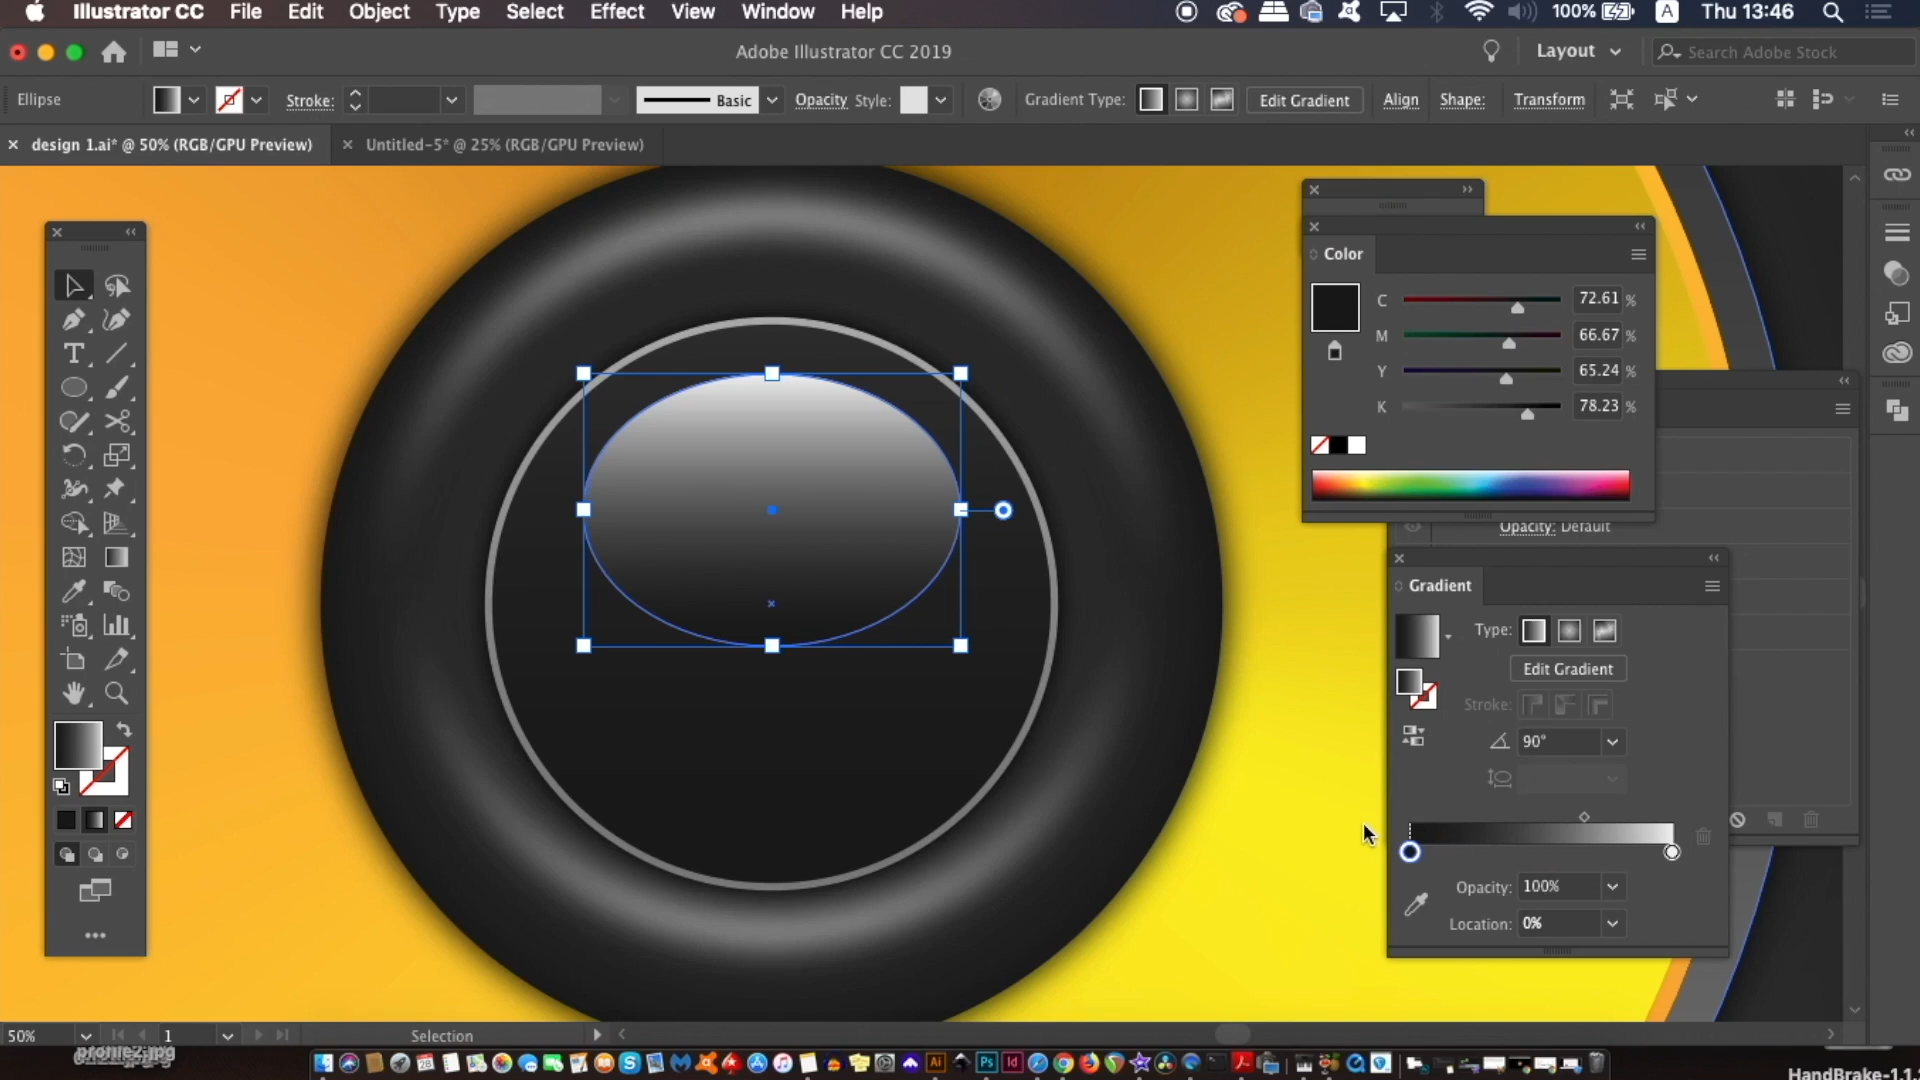 Illustrator CC File Edit Object Type Select Effect View Window Help
100% A Thu 13:46
Adobe Illustrator CC 2019
Layout
Search Adobe Stock
Ellipse
Stroke:
Basic
Opacity Style:
Gradient Type:
Edit Gradient
Align
Shape:
Transform
× design 1.ai* @ 50% (RGB/GPU Preview)
× Untitled-5* @ 25% (RGB/GPU Preview)
Color
C 72.61 %
M 66.67 %
Y 65.24 %
K 78.23 %
Opacity: Default
Gradient
Type:
Edit Gradient
Stroke:
90°
Opacity: 100%
Location: 0%
50%
1
Selection
profile2.jpg
HandBrake-1.1.